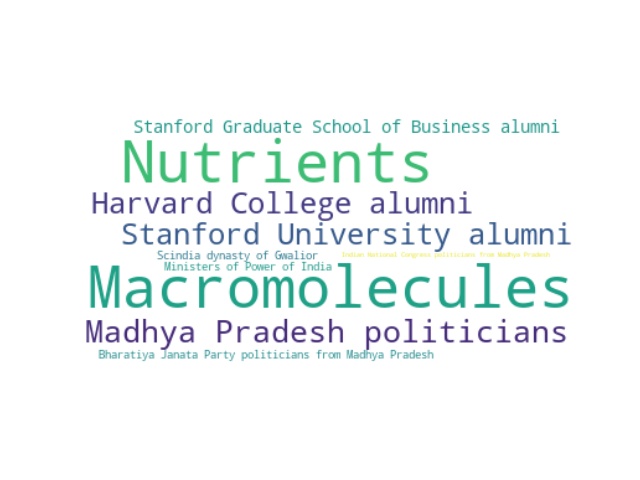 Stanford Graduate School of Business alumni
Nutrients
Harvard College alumni
Stanford University alumni
Scindia dynasty of Gwalior
Indian National Congress politicians from Madhya Pradesh
Ministers of Power of India
Macromolecules
Madhya Pradesh politicians
Bharatiya Janata Party politicians from Madhya Pradesh